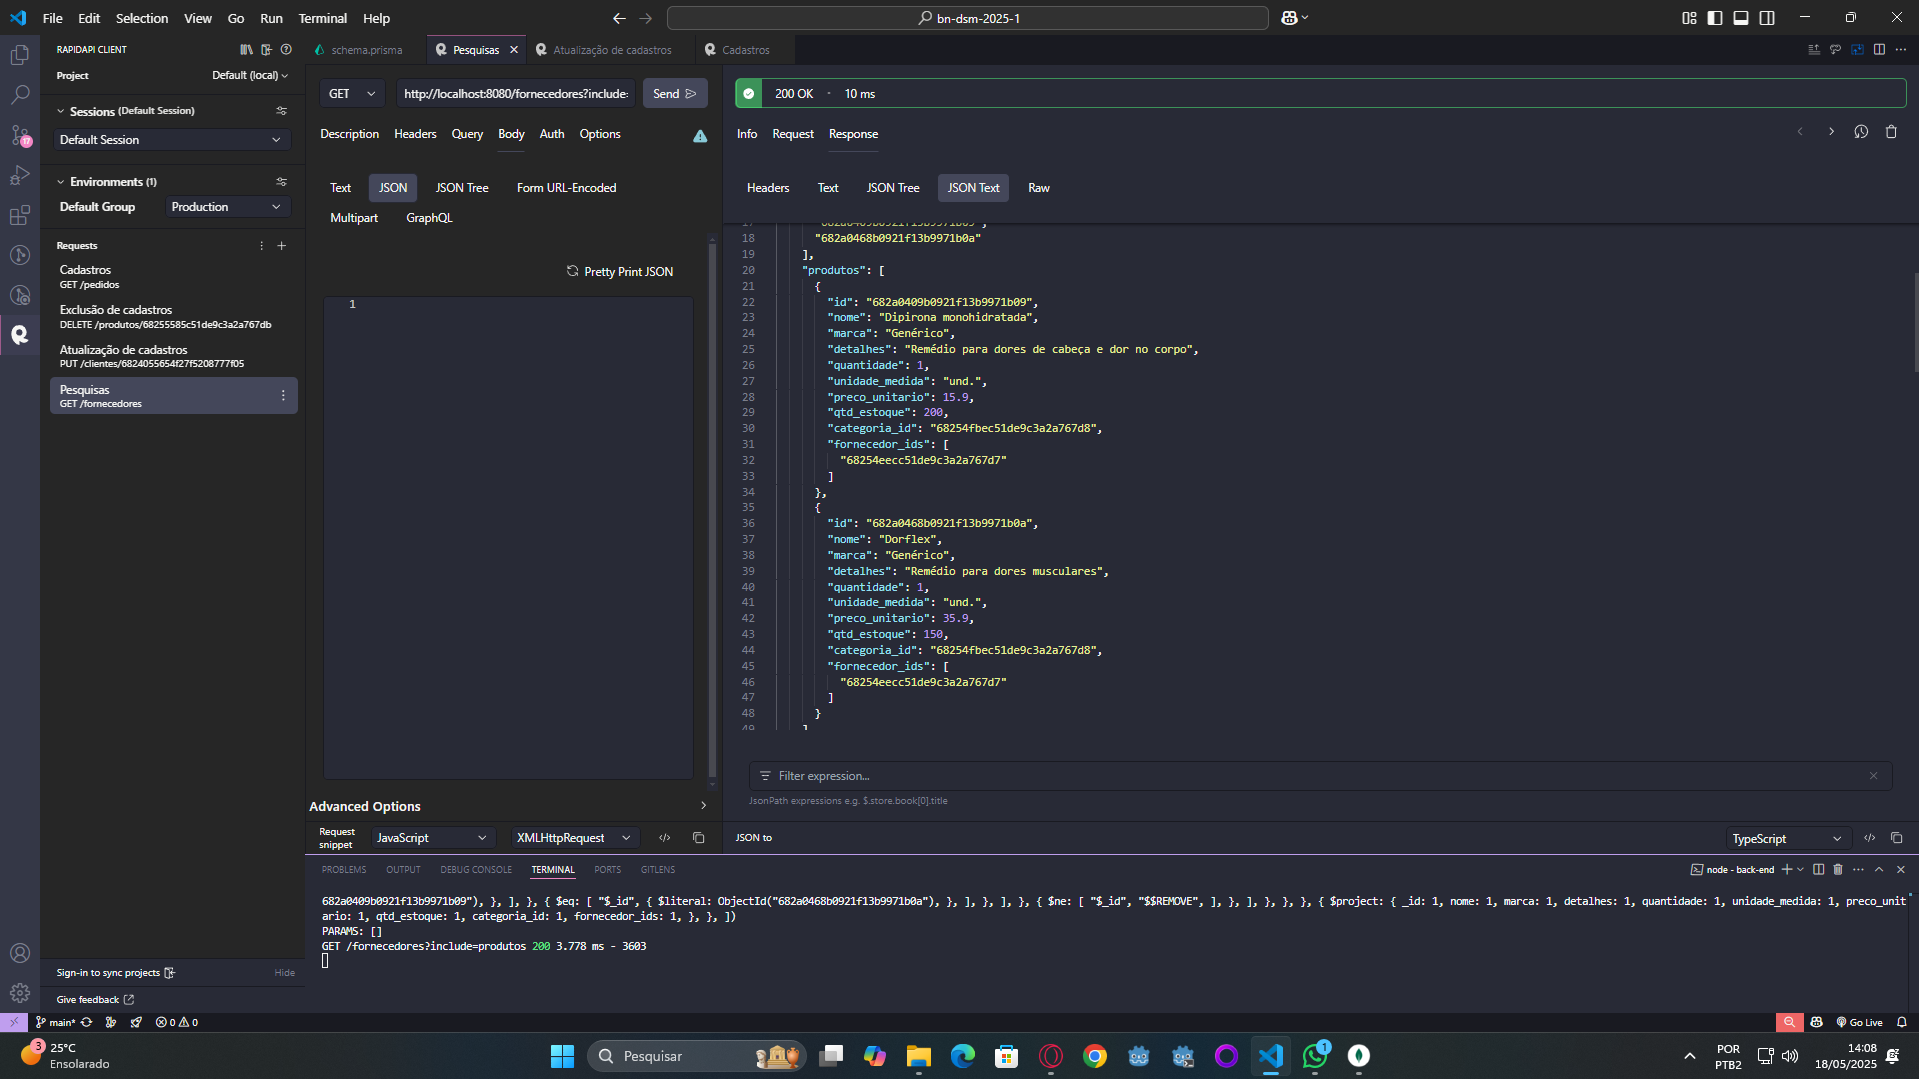 File Edit Selection View Go Run Terminal Help
bn-dsm-2025-1
RAPIDAPI CLIENT
Project
Default (local)
Sessions (Default Session)
Default Session
Environments (1)
Default Group
Production
Requests
Cadastros
GET /pedidos
Exclusão de cadastros
DELETE /produtos/68255585c51de9c3a2a767db
Atualização de cadastros
PUT /clientes/6824055654f27f5208777f05
Pesquisas
GET /fornecedores
Sign-in to sync projects
Hide
Give feedback
schema.prisma
Pesquisas
Atualização de cadastros
Cadastros
GET
http://localhost:8080/fornecedores?include:
Send
Description Headers Query Body Auth Options
Text JSON JSON Tree Form URL-Encoded
Multipart GraphQL
Pretty Print JSON
1
Advanced Options
Request snippet
JavaScript
XMLHttpRequest
200 OK • 10 ms
Info Request Response
Headers Text JSON Tree JSON Text Raw
18 "682a0468b0921f13b9971b0a"
19 ],
20 "produtos": [
21 {
22 "id": "682a0409b0921f13b9971b09",
23 "nome": "Dipirona monohidratada",
24 "marca": "Genérico",
25 "detalhes": "Remédio para dores de cabeça e dor no corpo",
26 "quantidade": 1,
27 "unidade_medida": "und.",
28 "preco_unitario": 15.9,
29 "qtd_estoque": 200,
30 "categoria_id": "68254fbec51de9c3a2a767d8",
31 "fornecedor_ids": [
32 "68254eecc51de9c3a2a767d7"
33 ]
34 },
35 {
36 "id": "682a0468b0921f13b9971b0a",
37 "nome": "Dorflex",
38 "marca": "Genérico",
39 "detalhes": "Remédio para dores musculares",
40 "quantidade": 1,
41 "unidade_medida": "und.",
42 "preco_unitario": 35.9,
43 "qtd_estoque": 150,
44 "categoria_id": "68254fbec51de9c3a2a767d8",
45 "fornecedor_ids": [
46 "68254eecc51de9c3a2a767d7"
47 ]
48 }
49 ]
Filter expression...
JsonPath expressions e.g. $.store.book[0].title
JSON to
TypeScript
PROBLEMS OUTPUT DEBUG CONSOLE TERMINAL PORTS GITLENS
node - back-end
682a0409b0921f13b9971b09"), }, ], }, { $eq: [ "$_id", { $literal: ObjectId("682a0468b0921f13b9971b0a"), }, ], }, ], }, { $ne: [ "$_id", "$$REMOVE", ], }, ], }, }, }, { $project: { _id: 1, nome: 1, marca: 1, detalhes: 1, quantidade: 1, unidade_medida: 1, preco_unit
ario: 1, qtd_estoque: 1, categoria_id: 1, fornecedor_ids: 1, }, }, ])
PARAMS: []
GET /fornecedores?include=produtos 200 3.778 ms - 3603
main*
0 0
Go Live
3
25°C
Ensolarado
Pesquisar
1
POR
PTB2
14:08
18/05/2025